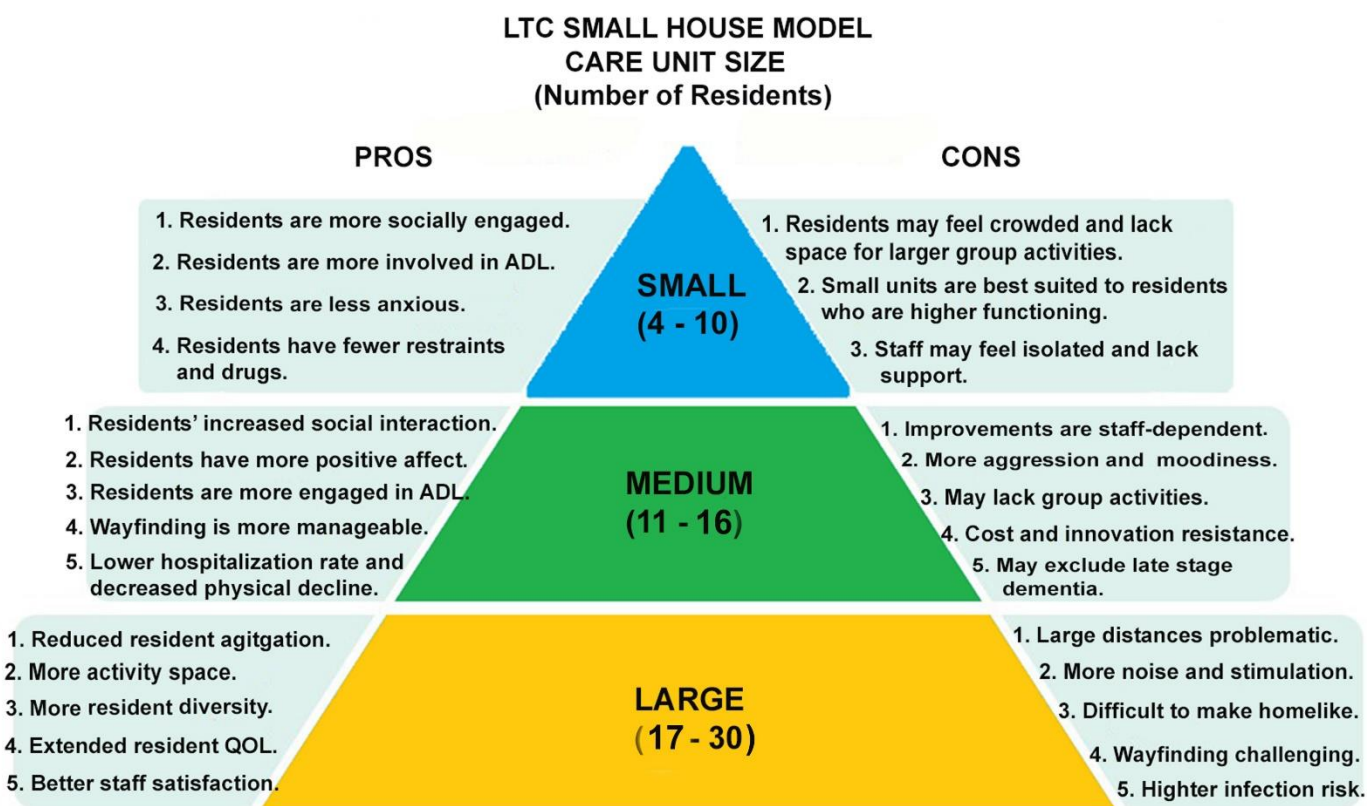 LTC SMALL HOUSE MODEL
CARE UNIT SIZE
(Number of Residents)
PROS
CONS
1. Residents are more socially engaged.
2. Residents are more involved in ADL.
3. Residents are less anxious.
4. Residents have fewer restraints
and drugs.
SMALL
(4 - 10)
1. Residents may feel crowded and lack
space for larger group activities.
2. Small units are best suited to residents
who are higher functioning.
3. Staff may feel isolated and lack
support.
1. Residents' increased social interaction.
2. Residents have more positive affect.
3. Residents are more engaged in ADL.
4. Wayfinding is more manageable.
5. Lower hospitalization rate and
decreased physical decline.
MEDIUM
(11 - 16)
1. Improvements are staff-dependent.
2. More aggression and moodiness.
3. May lack group activities.
4. Cost and innovation resistance.
5. May exclude late stage
dementia.
1. Reduced resident agitgation.
2. More activity space.
3. More resident diversity.
4. Extended resident QOL.
5. Better staff satisfaction.
LARGE
(17 - 30)
1. Large distances problematic.
2. More noise and stimulation.
3. Difficult to make homelike.
4. Wayfinding challenging.
5. Highter infection risk.